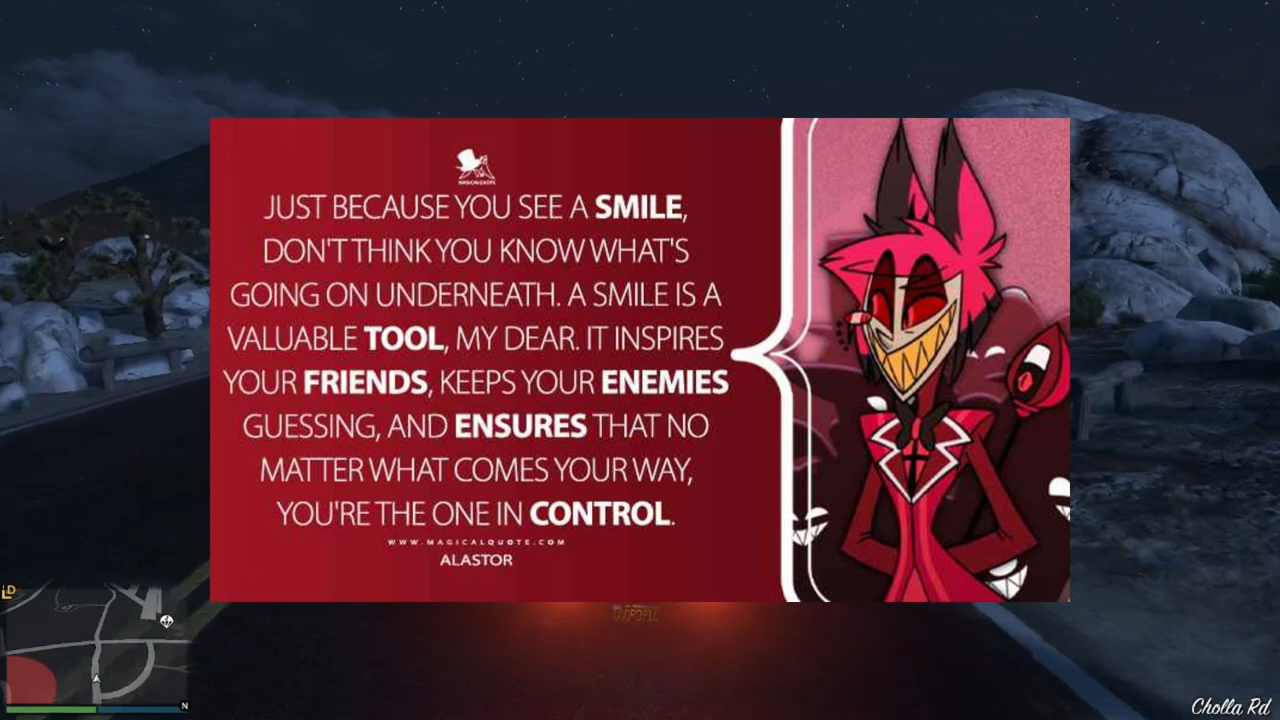 MAGICALQUOTE
JUST BECAUSE YOU SEE A SMILE,
DON'T THINK YOU KNOW WHAT'S
GOING ON UNDERNEATH. A SMILE IS A
VALUABLE TOOL, MY DEAR. IT INSPIRES
YOUR FRIENDS, KEEPS YOUR ENEMIES
GUESSING, AND ENSURES THAT NO
MATTER WHAT COMES YOUR WAY,
YOU'RE THE ONE IN CONTROL.
WWW.MAGICALQUOTE.COM
ALASTOR
N
Cholla Rd